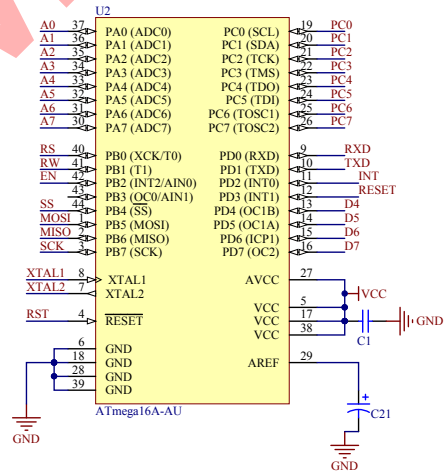 U2
A0 37 PA0 (ADC0) PC0 (SCL) 19 PC0
A1 36 PA1 (ADC1) PC1 (SDA) 20 PC1
A2 35 PA2 (ADC2) PC2 (TCK) 21 PC2
A3 34 PA3 (ADC3) PC3 (TMS) 22 PC3
A4 33 PA4 (ADC4) PC4 (TDO) 23 PC4
A5 32 PA5 (ADC5) PC5 (TDI) 24 PC5
A6 31 PA6 (ADC6) PC6 (TOSC1) 25 PC6
A7 30 PA7 (ADC7) PC7 (TOSC2) 26 PC7
RS 40 PB0 (XCK/T0) PD0 (RXD) 9 RXD
RW 41 PB1 (T1) PD1 (TXD) 10 TXD
EN 42 PB2 (INT2/AIN0) PD2 (INT0) 11 INT
43 PB3 (OC0/AIN1) PD3 (INT1) 12 RESET
SS 44 PB4 (SS) PD4 (OC1B) 13 D4
MOSI 1 PB5 (MOSI) PD5 (OC1A) 14 D5
MISO 2 PB6 (MISO) PD6 (ICP1) 15 D6
SCK 3 PB7 (SCK) PD7 (OC2) 16 D7
XTAL1 8 XTAL1 AVCC 27
XTAL2 7 XTAL2
VCC
VCC 5
RST 4 RESET VCC 17
VCC 38
C1
GND
6 GND
18 GND AREF 29
28 GND
39 GND
ATmega16A-AU
+
C21
GND
GND